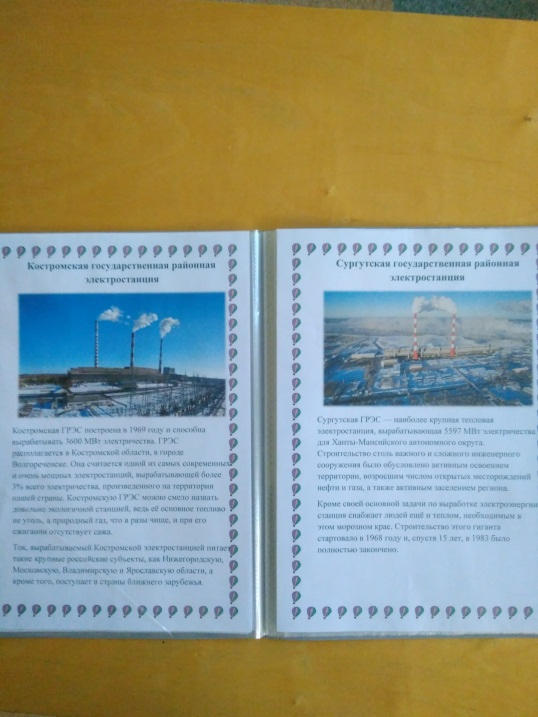 Костромская государственная районная
электростанция
Костромская ГРЭС построена в 1969 году и способна
вырабатывать 3600 МВт электричества. ГРЭС
располагается в Костромской области, в городе
Волгореченске. Она считается одной из самых современных
и очень мощных электростанций, вырабатывающей более
3% всего электричества, произведенного на территории
нашей страны. Костромскую ГРЭС можно смело назвать
довольно экологичной станцией, ведь её основное топливо
не уголь, а природный газ, что в разы чище, и при его
сжигании отсутствует сажа.
Ток, вырабатываемый Костромской электростанцией питает
такие крупные российские субъекты, как Нижегородскую,
Московскую, Владимирскую и Ярославскую области, а
кроме того, поступает в страны ближнего зарубежья.
Сургутская государственная районная
электростанция
Сургутская ГРЭС — наиболее крупная тепловая
электростанция, вырабатывающая 5597 МВт электричества
для Ханты-Мансийского автономного округа.
Строительство столь важного и сложного инженерного
сооружения было обусловлено активным освоением
территории, возросшим числом открытых месторождений
нефти и газа, а также активным заселением региона.
Кроме своей основной задачи по выработке электроэнергии
станция снабжает людей ещё и теплом, необходимым в
этом морозном крае. Строительство этого гиганта
стартовало в 1968 году и, спустя 15 лет, в 1983 было
полностью закончено.